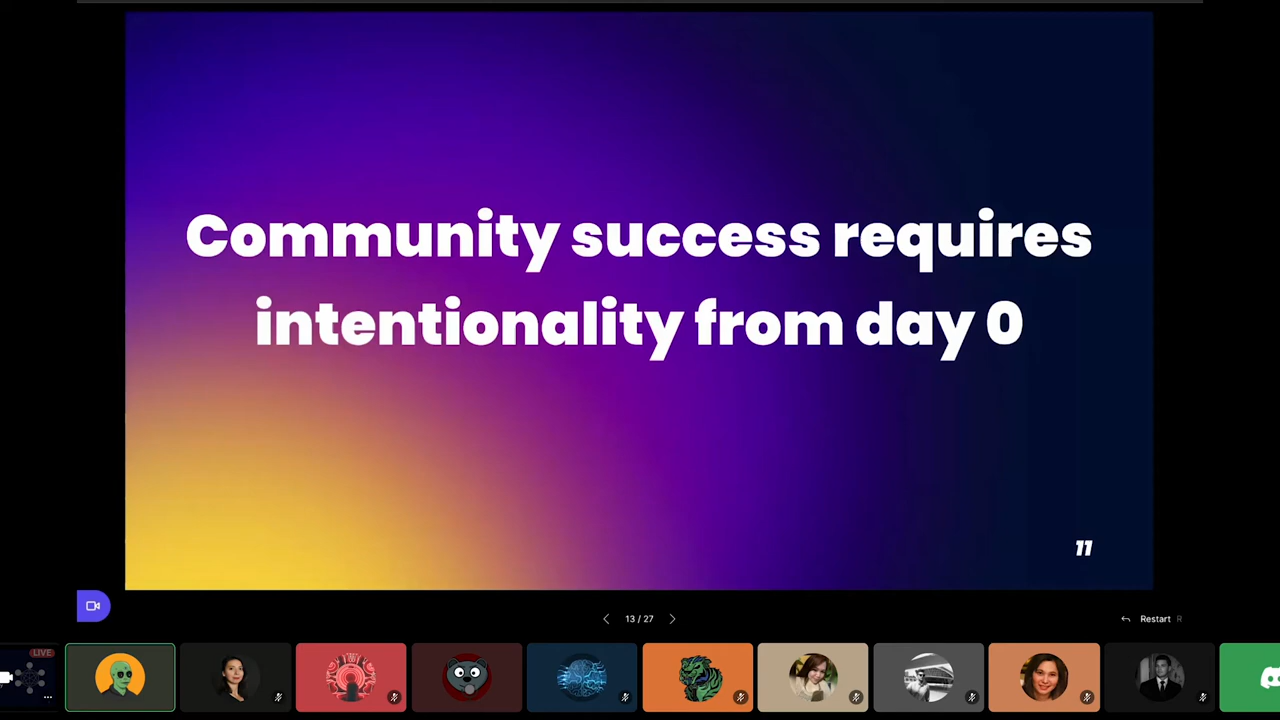 Community success requires
intentionality from day 0
11
13 / 27
Restart R
LIVE